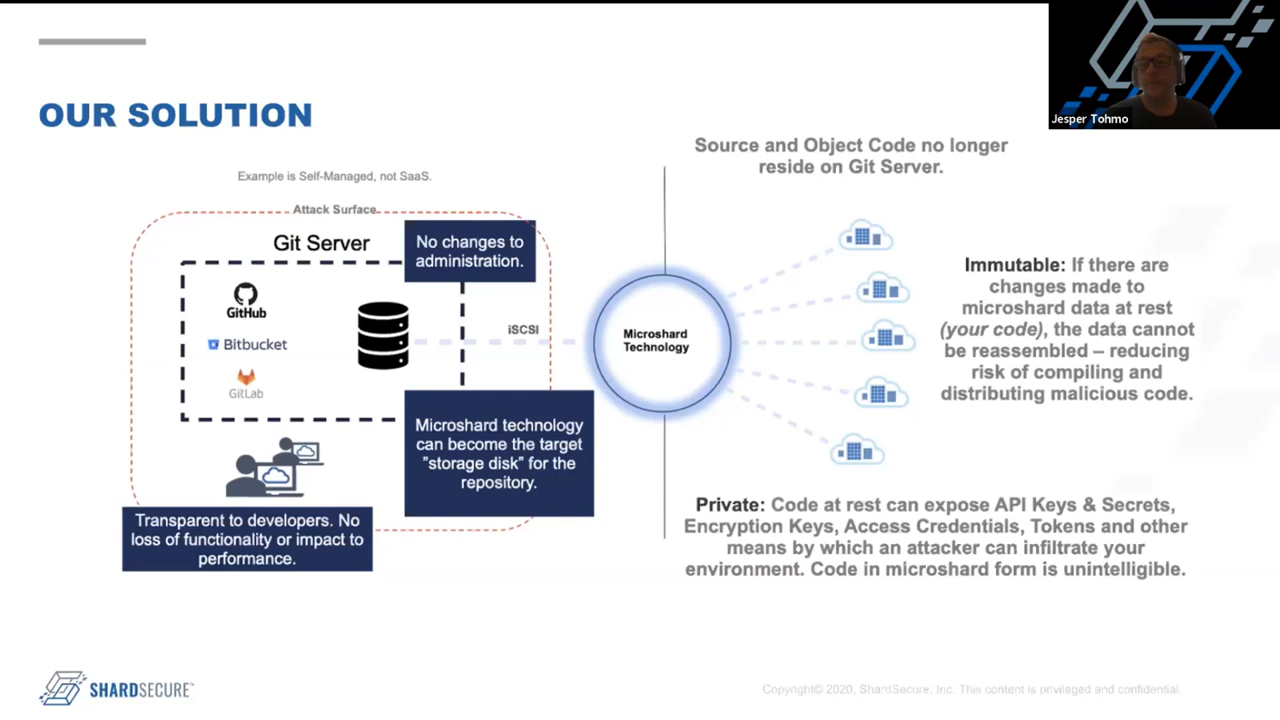 Jesper Tohmo
OUR SOLUTION
Example is Self-Managed, not SaaS.
Attack Surface
Git Server
No changes to
administration.
GitHub
Bitbucket
GitLab
iSCSI
Microshard technology
can become the target
"storage disk" for the
repository.
Transparent to developers. No
loss of functionality or impact to
performance.
Microshard
Technology
Source and Object Code no longer
reside on Git Server.
Immutable: If there are
changes made to
microshard data at rest
(your code), the data cannot
be reassembled – reducing
risk of compiling and
distributing malicious code.
Private: Code at rest can expose API Keys & Secrets,
Encryption Keys, Access Credentials, Tokens and other
means by which an attacker can infiltrate your
environment. Code in microshard form is unintelligible.
SHARDSECURE™
Copyright© 2020, ShardSecure, Inc. This content is privileged and confidential.